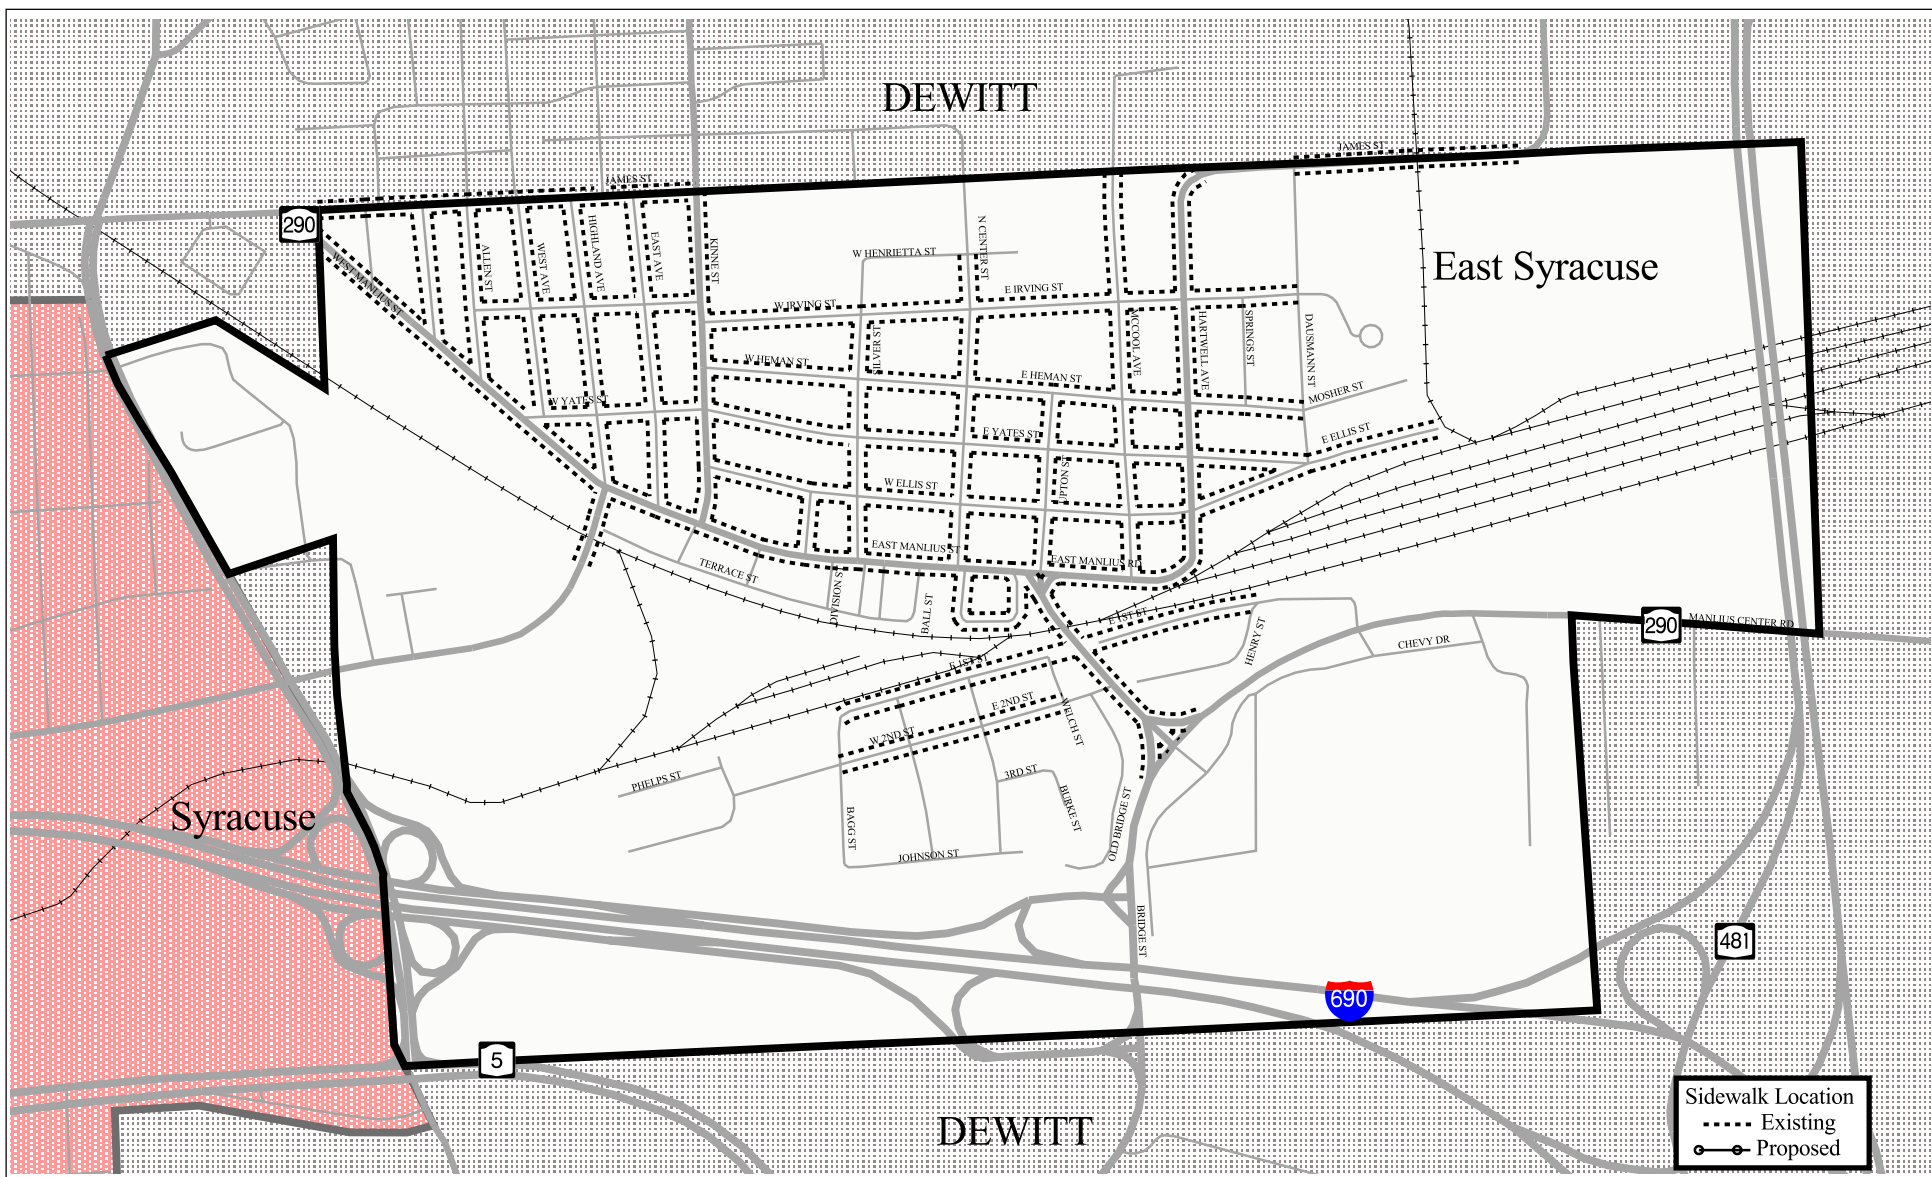 DEWITT
JAMES ST
JAMES ST
290
East Syracuse
ALLEN ST
WEST AVE
HIGHLAND AVE
EAST AVE
KINNE ST
W HENRIETTA ST
N CENTER ST
WEST MANLIUS ST
W IRVING ST
E IRVING ST
SILVER ST
MCCOOL AVE
HARTWELL AVE
SPRINGS ST
DAUSMANN ST
W HEMAN ST
E HEMAN ST
MOSHER ST
W YATES ST
E YATES ST
E ELLIS ST
W ELLIS ST
UPTON ST
EAST MANLIUS ST
EAST MANLIUS RD
TERRACE ST
DIVISION ST
BALL ST
E 1ST ST
HENRY ST
290
MANLIUS CENTER RD
CHEVY DR
E 1ST ST
E 2ND ST
WELCH ST
W 2ND ST
PHELPS ST
3RD ST
BURKE ST
OLD BRIDGE ST
Syracuse
BAGG ST
JOHNSON ST
BRIDGE ST
481
690
5
DEWITT
Sidewalk Location
Existing
Proposed